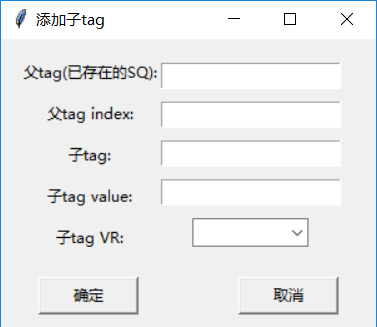 添加子tag
父tag(已存在的SQ):
父tag index:
子tag:
子tag value:
子tag VR:
确定 取消